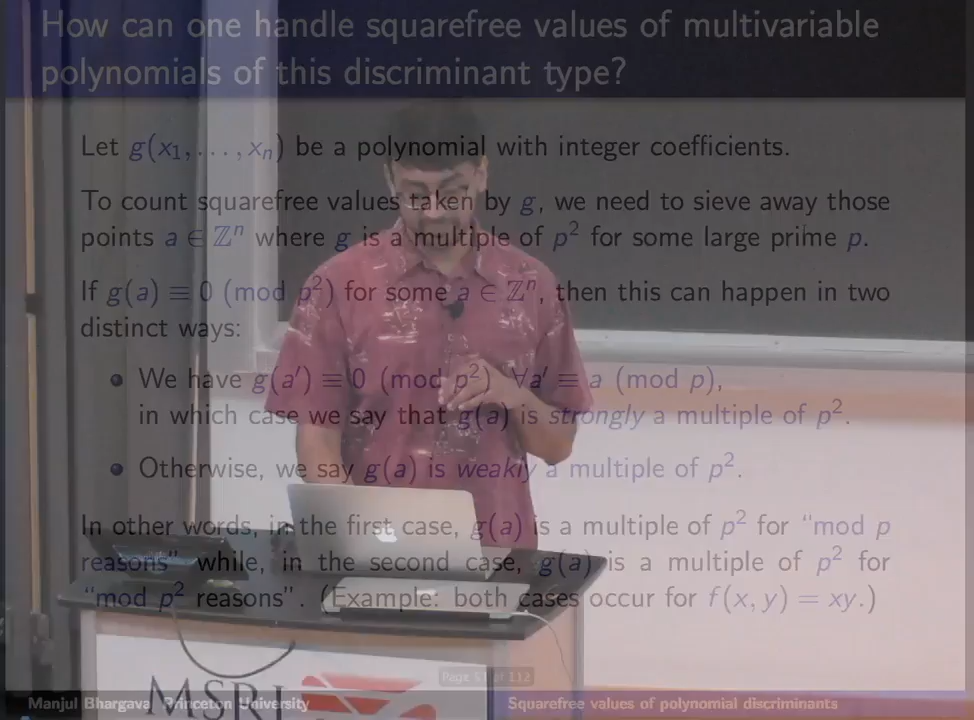 How can one handle squarefree values of multivariable
polynomials of this discriminant type?
Let g(x₁, . . . , xₙ) be a polynomial with integer coefficients.
To count squarefree values taken by g, we need to sieve away those
points a ∈ ℤⁿ where g is a multiple of p² for some large prime p.
If g(a) ≡ 0 (mod p²) for some a ∈ ℤⁿ, then this can happen in two
distinct ways:
• We have g(a′) ≡ 0 (mod p²) ∀a′ ≡ a (mod p),
in which case we say that g(a) is strongly a multiple of p².
• Otherwise, we say g(a) is weakly a multiple of p².
In other words, in the first case, g(a) is a multiple of p² for “mod p
reasons” while, in the second case, g(a) is a multiple of p² for
“mod p² reasons”. (Example: both cases occur for f(x, y) = xy.)
MSRI
Page 51 of 112
Manjul Bhargava, Princeton University
Squarefree values of polynomial discriminants